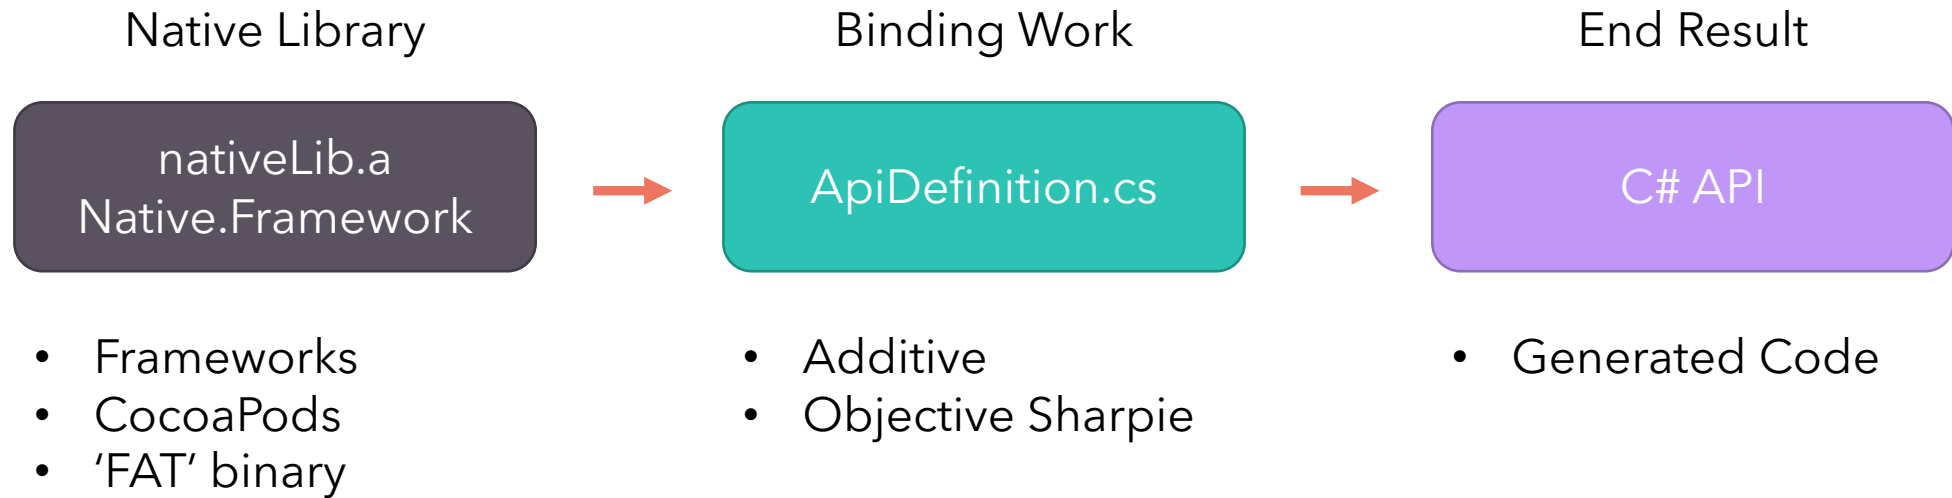 Native Library
nativeLib.a
Native.Framework
• Frameworks
• CocoaPods
• ‘FAT’ binary
Binding Work
ApiDefinition.cs
• Additive
• Objective Sharpie
End Result
C# API
• Generated Code